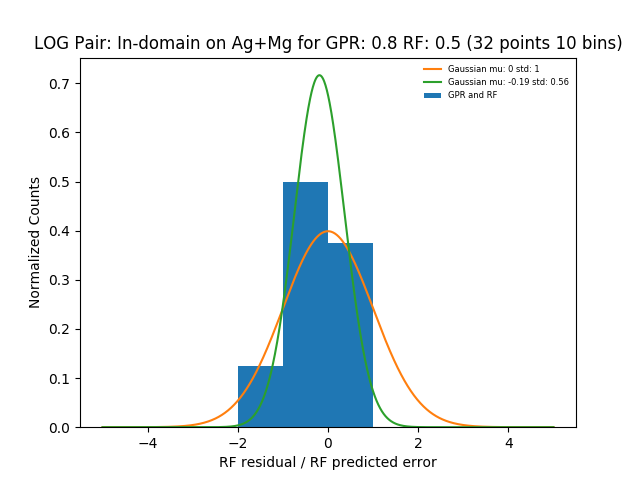 LOG Pair: In-domain on Ag+Mg for GPR: 0.8 RF: 0.5 (32 points 10 bins)
Gaussian mu: 0 std: 1
Gaussian mu: -0.19 std: 0.56
GPR and RF
0.7
0.6
0.5
0.4
0.3
0.2
0.1
0.0
Normalized Counts
−4
−2
0
2
4
RF residual / RF predicted error